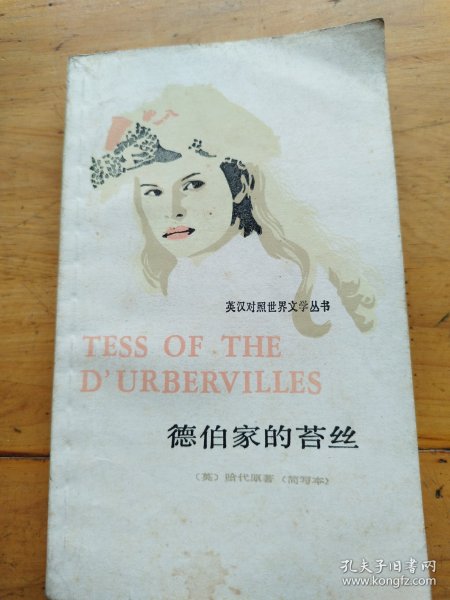 英汉对照世界文学丛书
TESS OF THE
D'URBERVILLES
德伯家的苔丝
（英）哈代原著（简写本）
孔夫子旧书网
www.kongfz.com